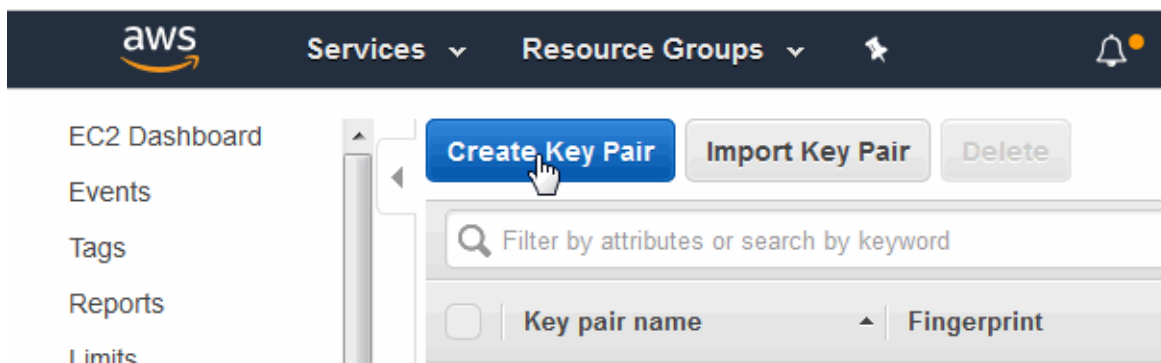 aws Services Resource Groups
EC2 Dashboard
Events
Tags
Reports
Limits
Create Key Pair Import Key Pair Delete
Filter by attributes or search by keyword
Key pair name Fingerprint